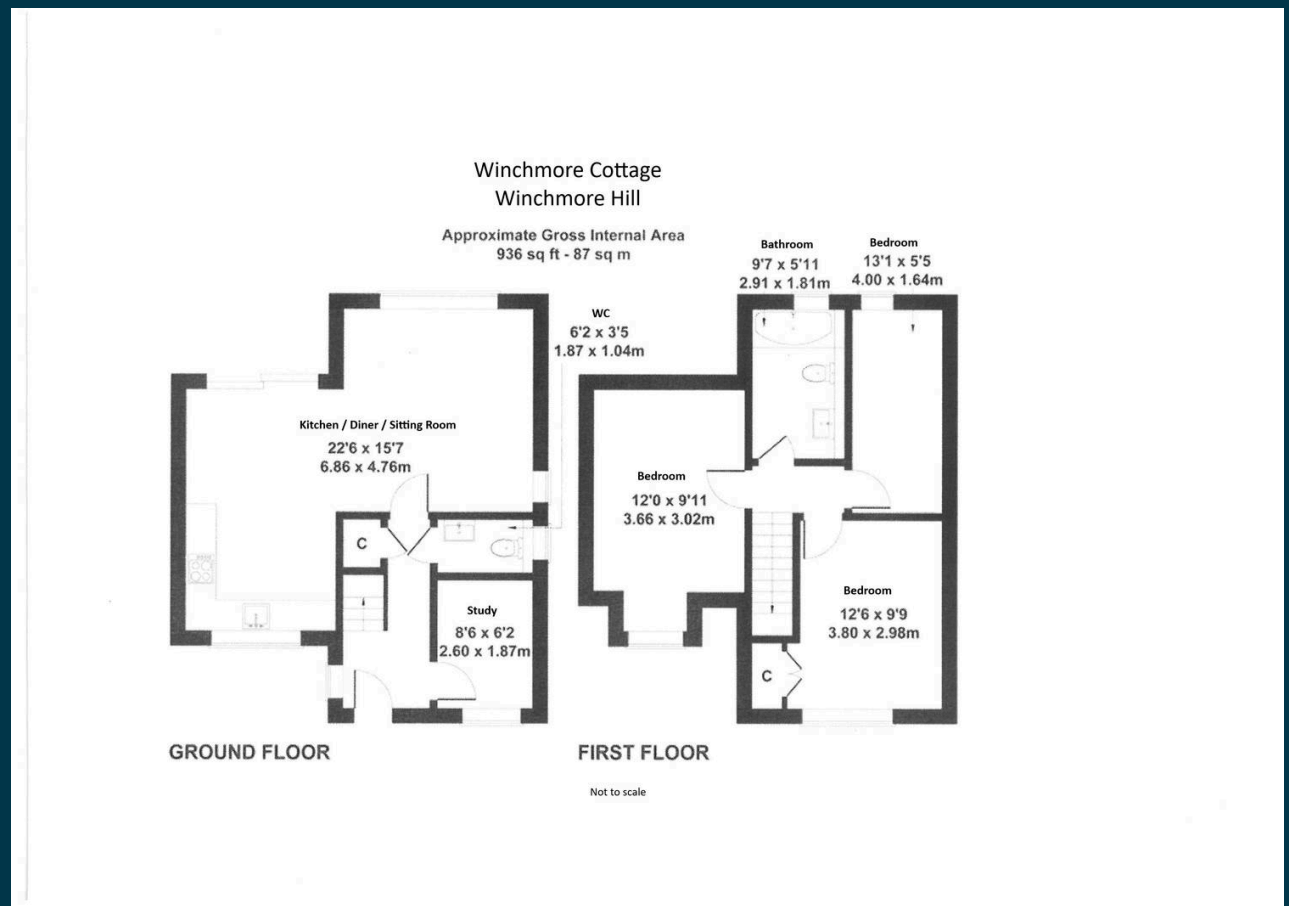 Winchmore Cottage
Winchmore Hill
Approximate Gross Internal Area
936 sq ft - 87 sq m
Bathroom
9'7 x 5'11
2.91 x 1.81m
Bedroom
13'1 x 5'5
4.00 x 1.64m
WC
6'2 x 3'5
1.87 x 1.04m
Kitchen / Diner / Sitting Room
22'6 x 15'7
6.86 x 4.76m
Bedroom
12'0 x 9'11
3.66 x 3.02m
C
Study
8'6 x 6'2
2.60 x 1.87m
Bedroom
12'6 x 9'9
3.80 x 2.98m
C
GROUND FLOOR
FIRST FLOOR
Not to scale